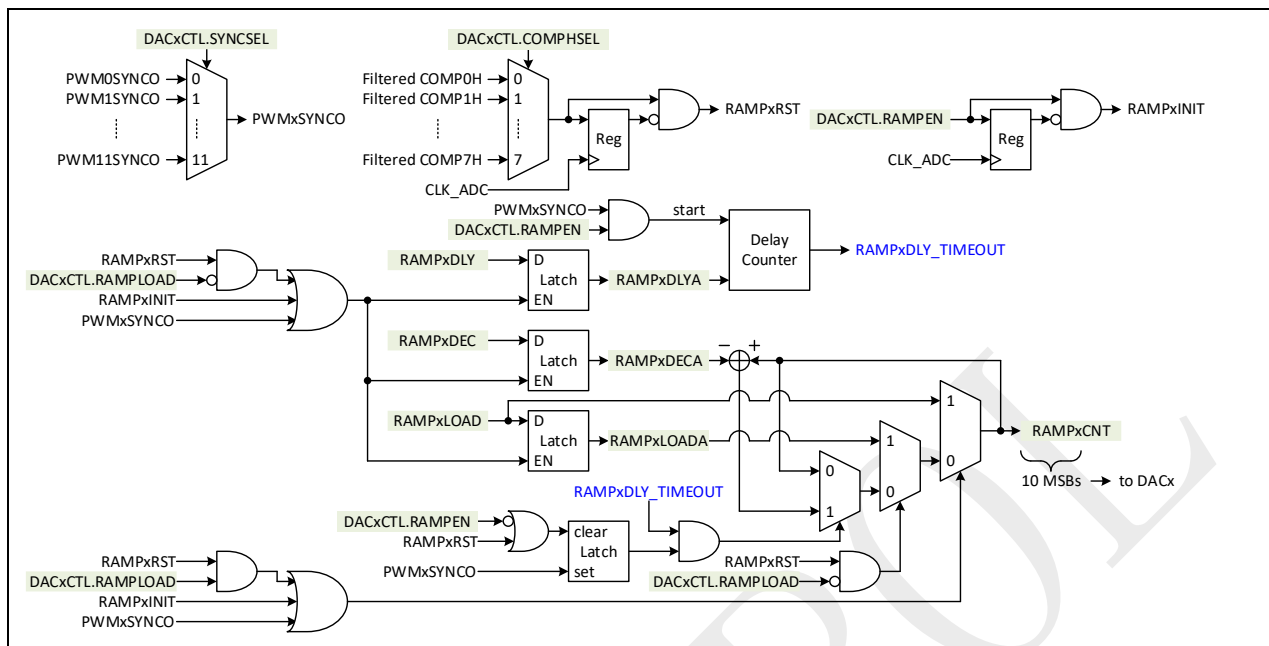 DACxCTL.SYNCSEL
PWM0SYNCO 0
PWM1SYNCO 1
PWM11SYNCO 11
PWMxSYNCO
DACxCTL.COMPHSEL
Filtered COMP0H 0
Filtered COMP1H 1
Filtered COMP7H 7
Reg
CLK_ADC
RAMPxRST
DACxCTL.RAMPEN
Reg
CLK_ADC
RAMPxINIT
PWMxSYNCO
DACxCTL.RAMPEN
start
Delay
Counter
RAMPxDLY_TIMEOUT
RAMPxRST
DACxCTL.RAMPLOAD
RAMPxINIT
PWMxSYNCO
RAMPxDLY
D
Latch
EN
RAMPxDLYA
RAMPxDEC
D
Latch
EN
RAMPxDECA
− +
RAMPxLOAD
D
Latch
EN
RAMPxLOADA
0
1
1
0
1
0
RAMPxCNT
10 MSBs to DACx
RAMPxDLY_TIMEOUT
DACxCTL.RAMPEN
RAMPxRST
PWMxSYNCO
clear
Latch
set
RAMPxRST
DACxCTL.RAMPLOAD
RAMPxRST
DACxCTL.RAMPLOAD
RAMPxINIT
PWMxSYNCO